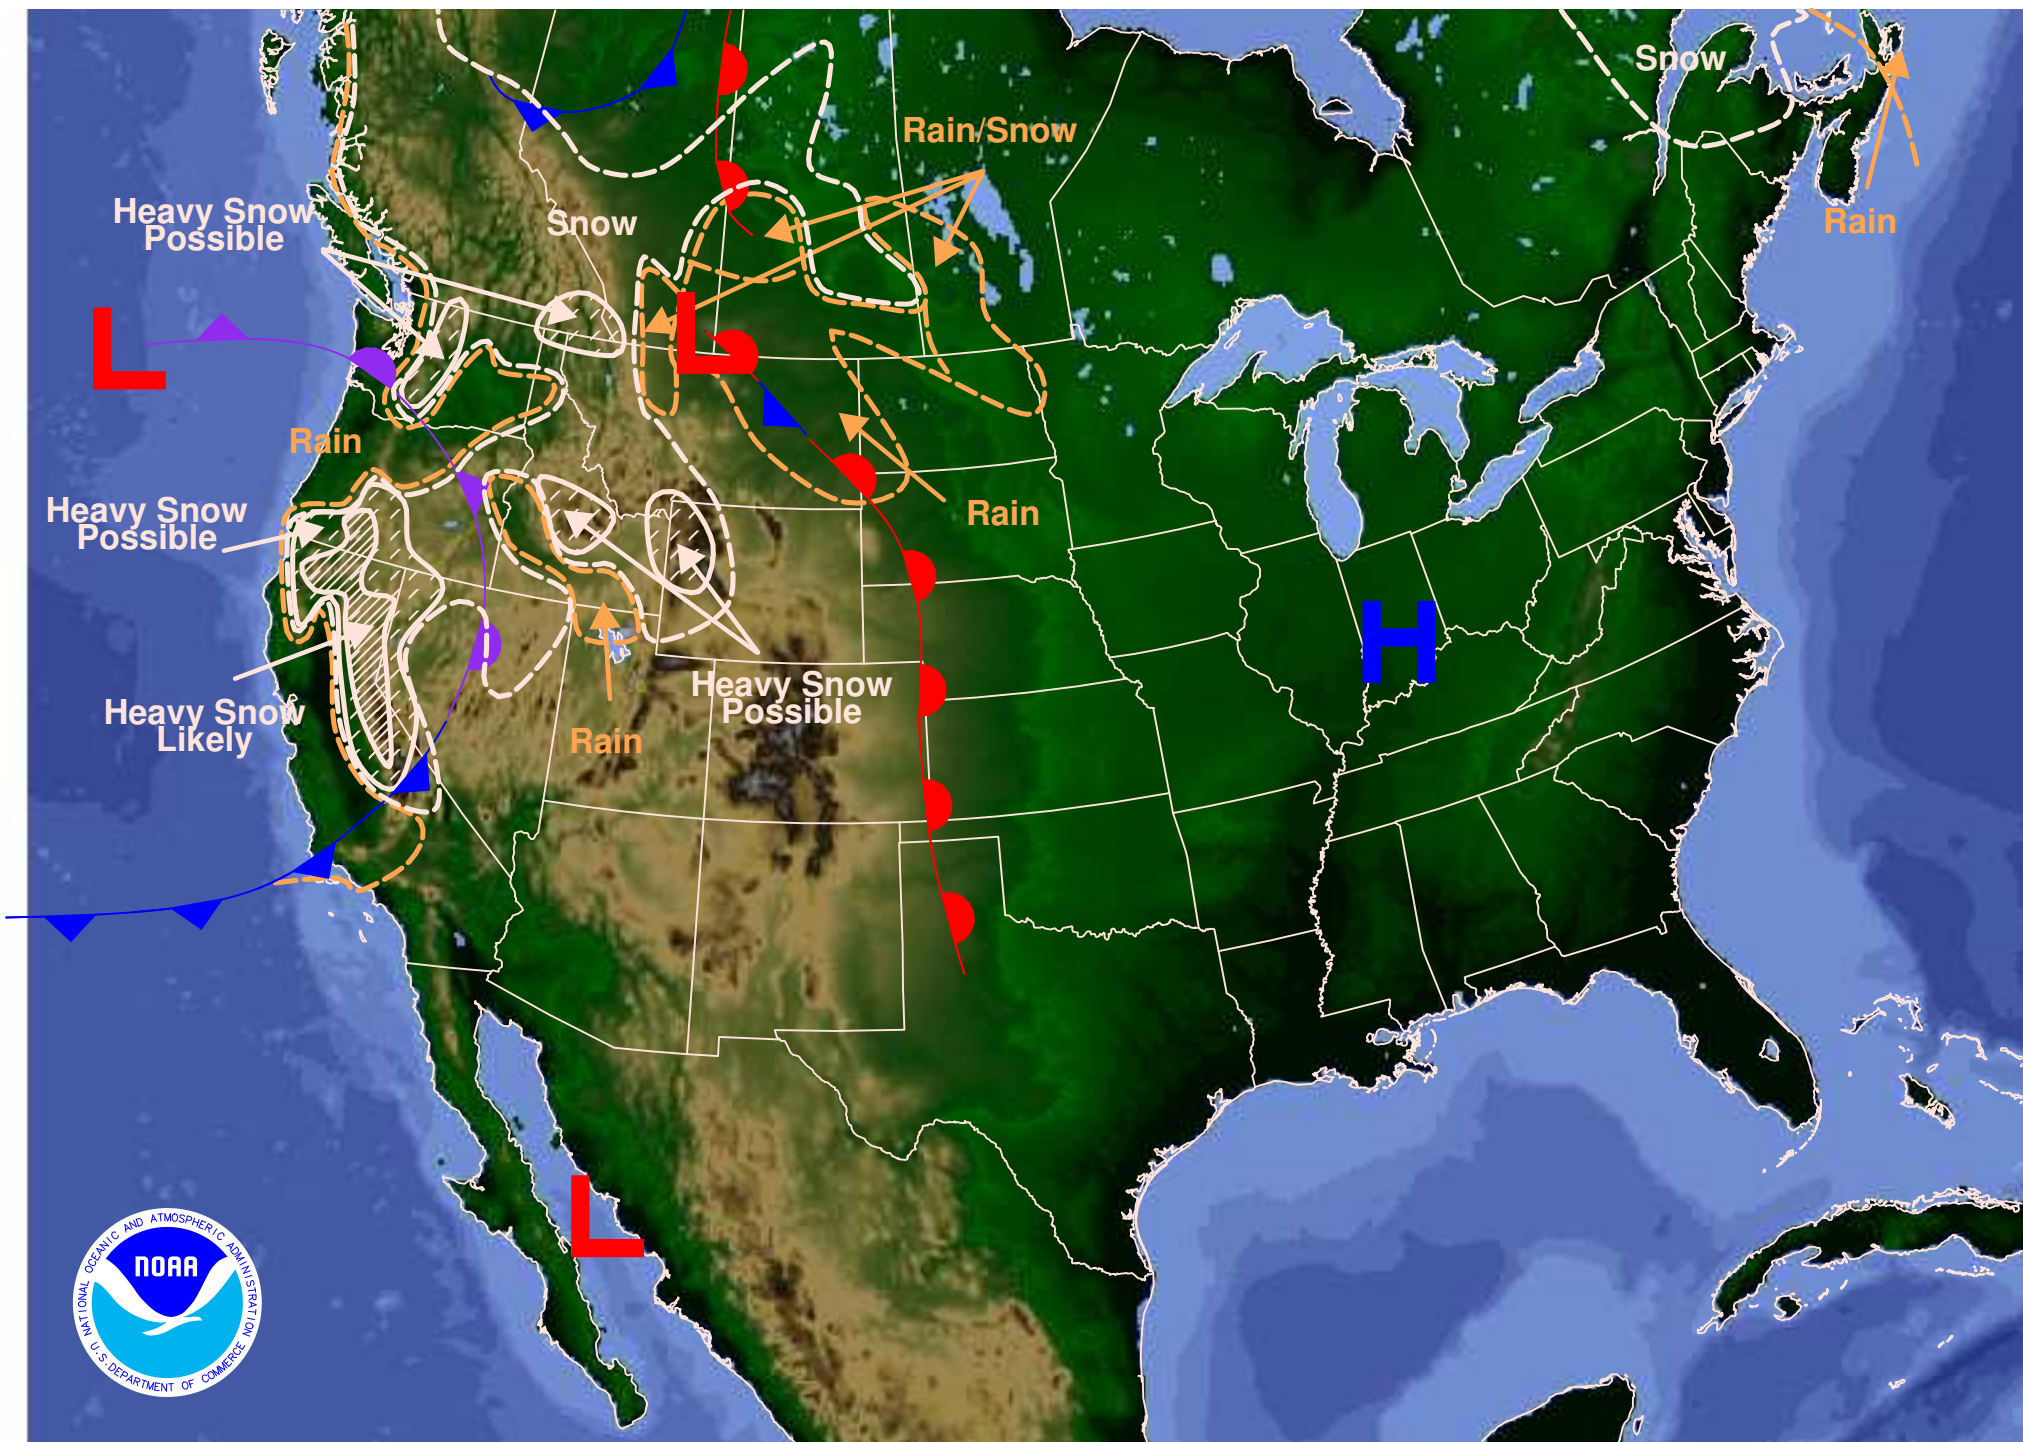 Snow
Rain/Snow
Heavy Snow
Possible
Snow
Rain
L
L
Rain
Heavy Snow
Possible
Rain
H
Heavy Snow
Possible
Heavy Snow
Likely
Rain
L
NATIONAL OCEANIC AND ATMOSPHERIC ADMINISTRATION
NOAA
U.S. DEPARTMENT OF COMMERCE